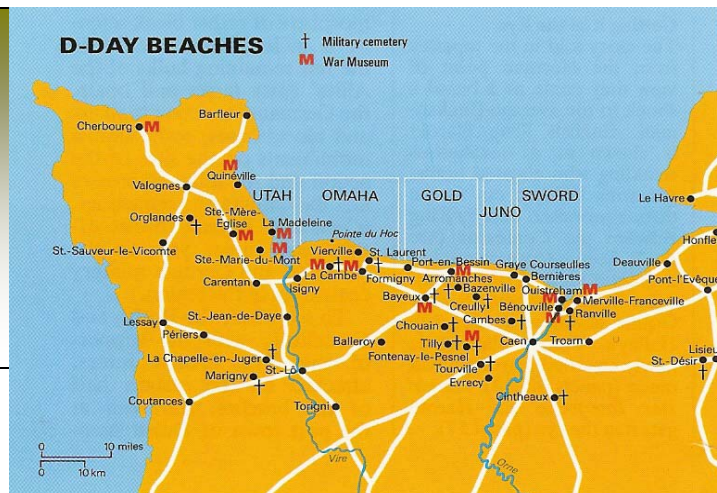 D-DAY BEACHES
† Military cemetery
M War Museum
Cherbourg M
Barfleur
M
Quinéville
Valognes
UTAH
OMAHA
GOLD
JUNO
SWORD
Le Havre
Orglandes †
Ste.-Mère-
Église M
La Madeleine
M
M
Pointe du Hoc
Ste.-Marie-du-Mont
St.-Sauveur-le-Vicomte
Vierville
St. Laurent
Port-en-Bessin
Graye
Courseulles
Bernières
Deauville
Honfle
M
La Cambe
†
M
†
Formigny
M
Arromanches
Bazenville
†
Ouistreham
M
Merville-Franceville
Pont-l'Evêque
Carentan
Isigny
Bayeux
†
M
Creully
†
Bénouville
M
Ranville
†
St.-Jean-de-Daye
Cambes †
Lessay
Périers
Chouain †
M
Balleroy
Tilly † †
Caen
Troarn
Lisieu
La Chapelle-en-Juger †
Fontenay-le-Pesnel
St.-Désir †
St.-Lô
Tourville †
Marigny †
Evrecy
Coutances
Torigni
Cintheaux †
0 10 miles
0 10 km
Vire
Orne